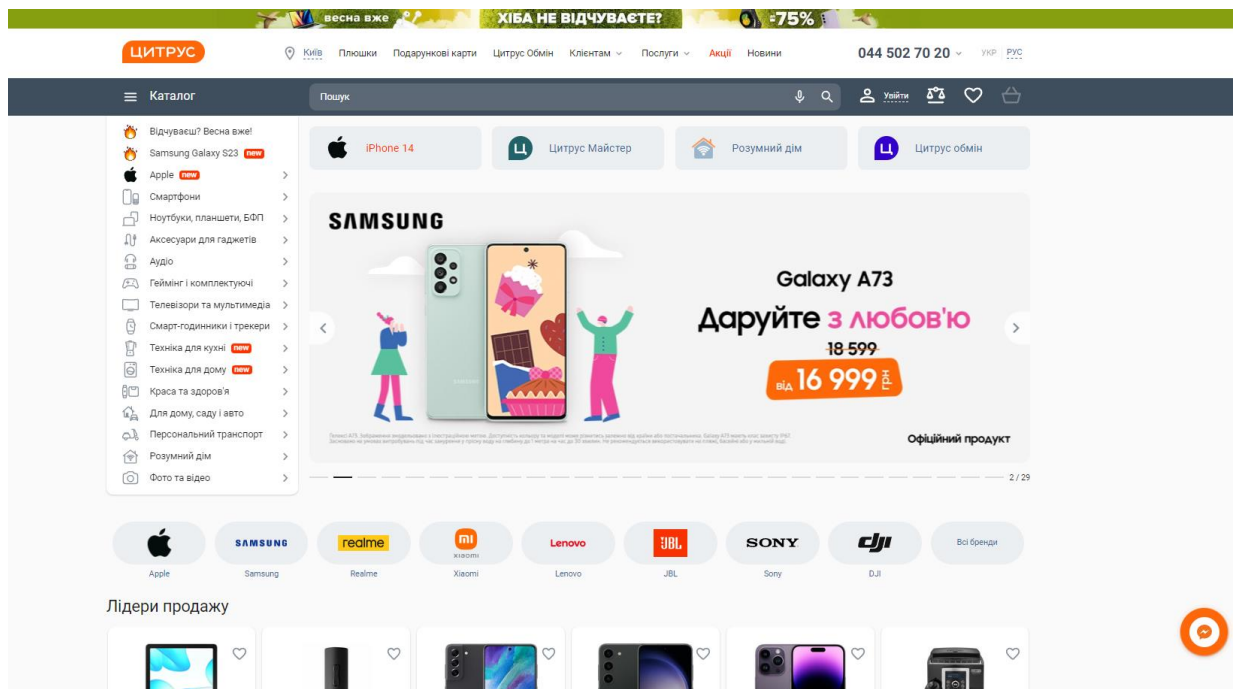 весна вже
ХІБА НЕ ВІДЧУВАЄТЕ?
-75%
ЦИТРУС
Київ
Плюшки
Подарункові карти
Цитрус Обмін
Клієнтам
Послуги
Акції
Новини
044 502 70 20
УКР
РУС
Каталог
Пошук
Увійти
Відчуваєш? Весна вже!
Samsung Galaxy S23 new
Apple new
Смартфони
Ноутбуки, планшети, БФП
Аксесуари для гаджетів
Аудіо
Геймінг і комплектуючі
Телевізори та мультимедіа
Смарт-годинники і трекери
Техніка для кухні new
Техніка для дому new
Краса та здоров'я
Для дому, саду і авто
Персональний транспорт
Розумний дім
Фото та відео
iPhone 14
Цитрус Майстер
Розумний дім
Цитрус обмін
SAMSUNG
Galaxy A73
Даруйте з любов'ю
18 599
від 16 999 грн
Офіційний продукт
2 / 29
SAMSUNG
realme
xiaomi
Lenovo
JBL
SONY
dji
Всі бренди
Apple
Samsung
Realme
Xiaomi
Lenovo
JBL
Sony
DJI
Лідери продажу